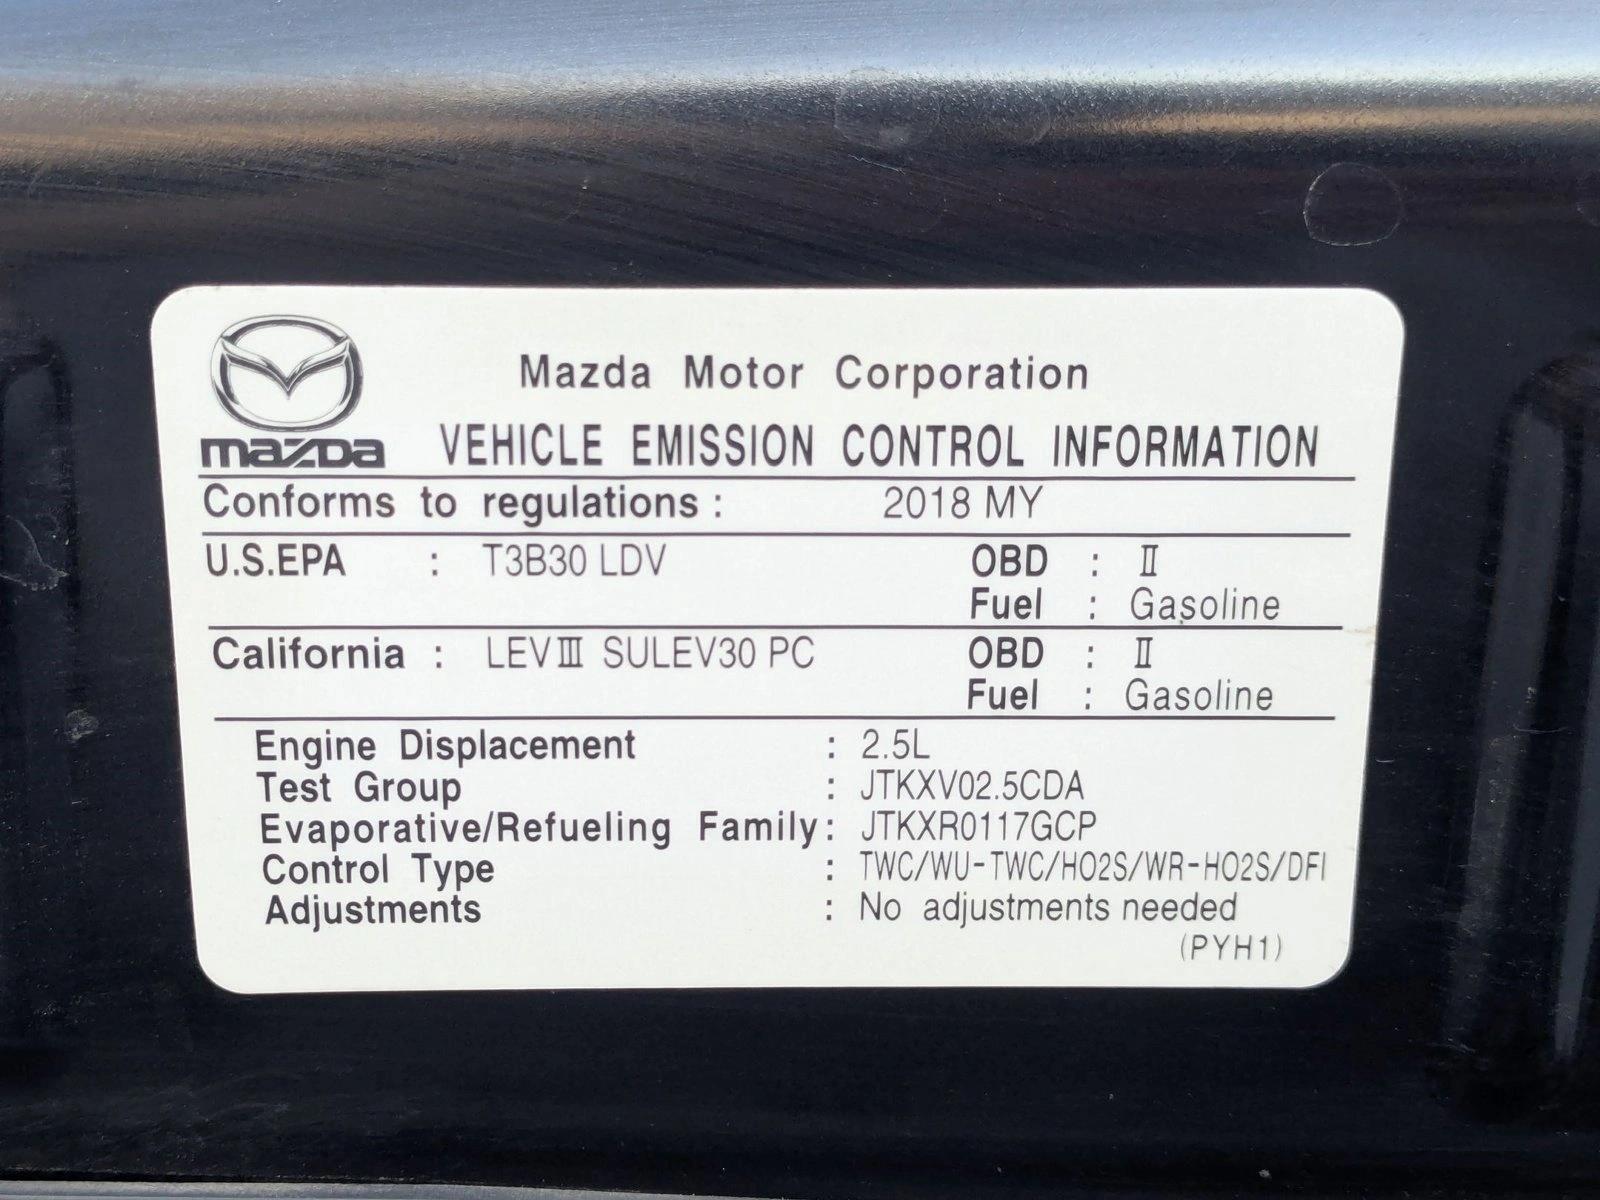 Mazda Motor Corporation
mazda VEHICLE EMISSION CONTROL INFORMATION
Conforms to regulations : 2018 MY
U.S.EPA : T3B30 LDV OBD : II
Fuel : Gasoline
California : LEVIII SULEV30 PC OBD : II
Fuel : Gasoline
Engine Displacement : 2.5L
Test Group : JTKXV02.5CDA
Evaporative/Refueling Family : JTKXR0117GCP
Control Type : TWC/WU-TWC/HO2S/WR-HO2S/DFI
Adjustments : No adjustments needed
(PYH1)